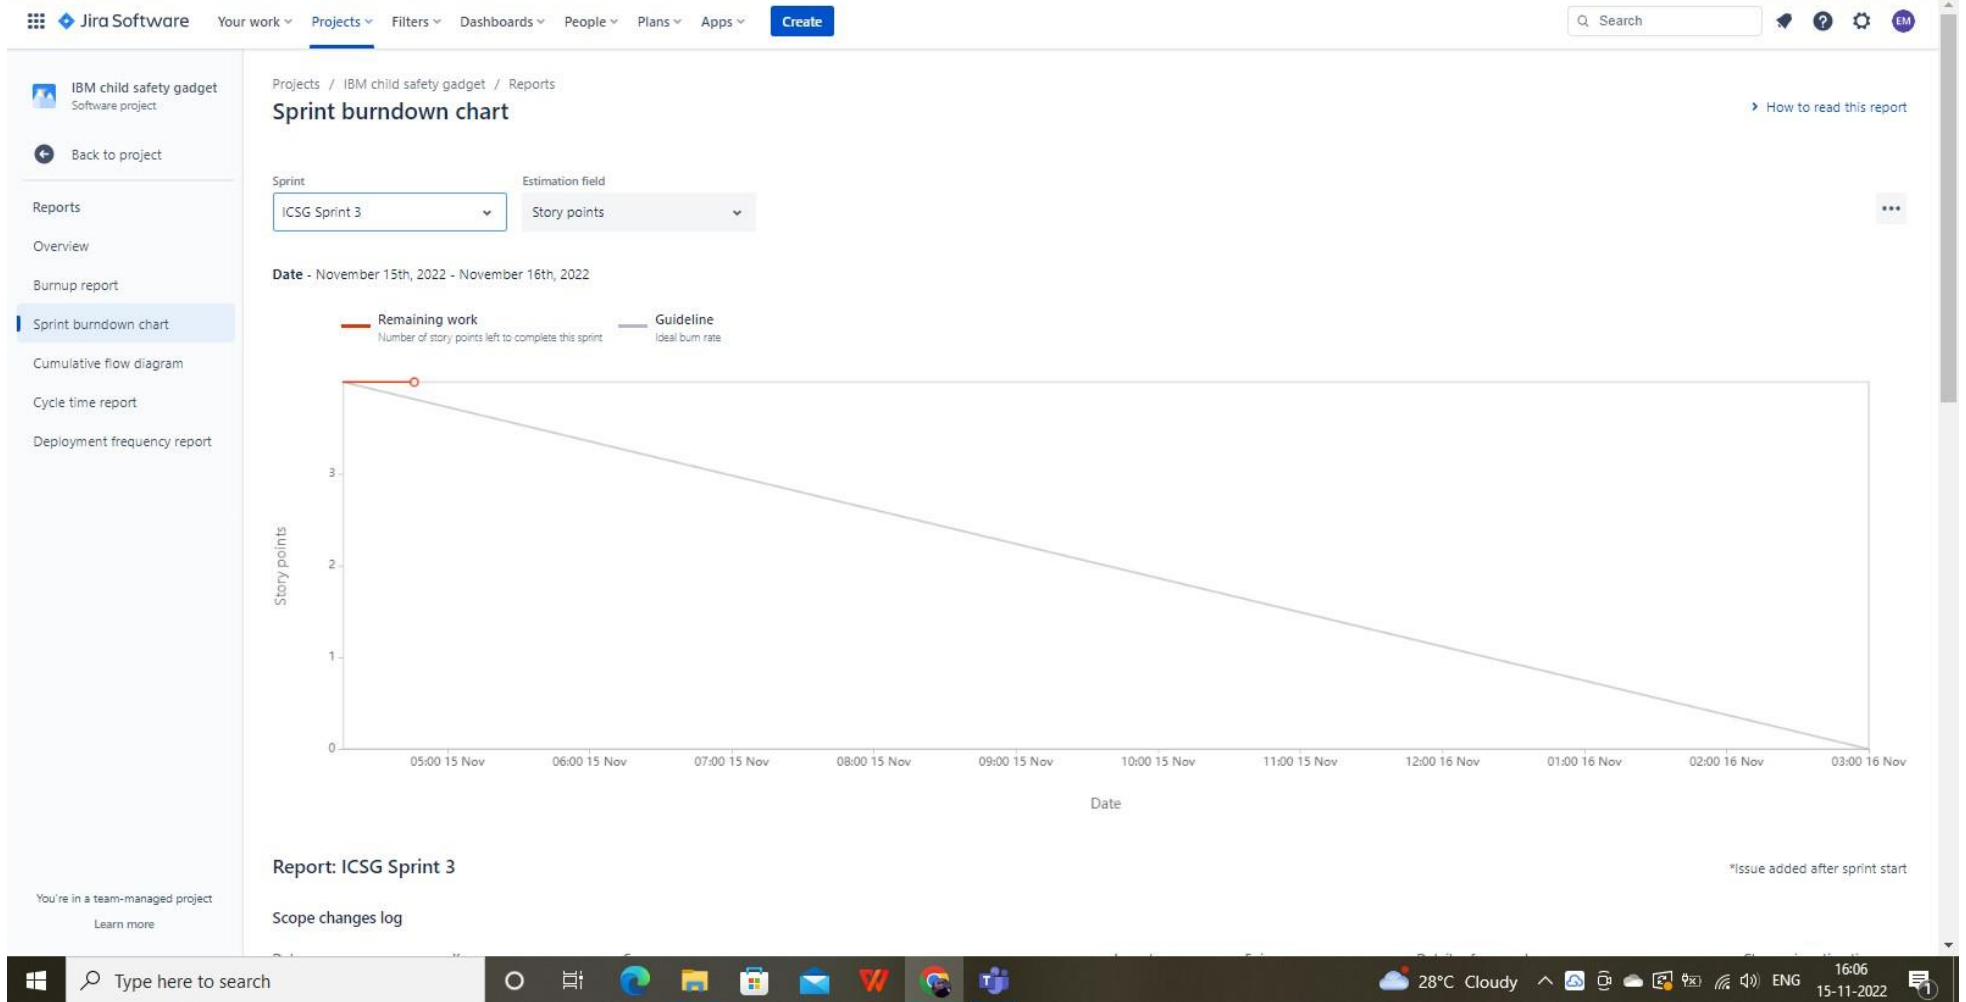 Jira Software Your work Projects Filters Dashboards People Plans Apps Create Search EM
IBM child safety gadget
Software project
Back to project
Reports
Overview
Burnup report
Sprint burndown chart
Cumulative flow diagram
Cycle time report
Deployment frequency report
You're in a team-managed project
Learn more
Projects / IBM child safety gadget / Reports
Sprint burndown chart
How to read this report
Sprint Estimation field
ICSG Sprint 3 Story points
Date - November 15th, 2022 - November 16th, 2022
Remaining work Guideline
Number of story points left to complete this sprint Ideal burn rate
3
2
1
0
Story points
05:00 15 Nov 06:00 15 Nov 07:00 15 Nov 08:00 15 Nov 09:00 15 Nov 10:00 15 Nov 11:00 15 Nov 12:00 16 Nov 01:00 16 Nov 02:00 16 Nov 03:00 16 Nov
Date
Report: ICSG Sprint 3
*Issue added after sprint start
Scope changes log
Type here to search 28°C Cloudy ENG 16:06
15-11-2022
1